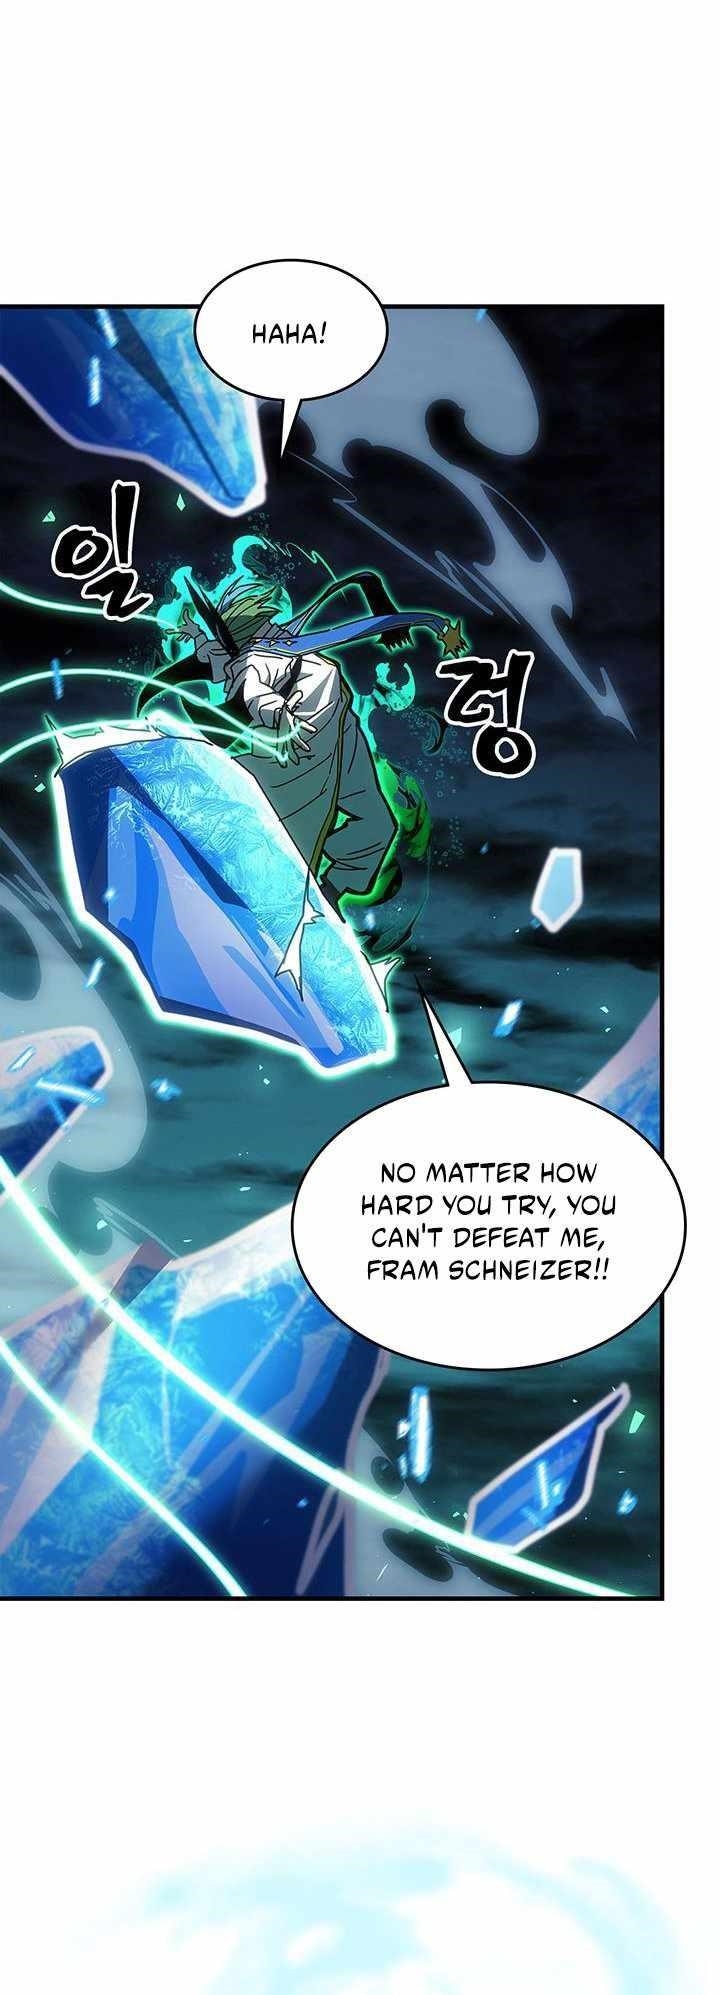 HAHA!
일
렁
NO MATTER HOW
HARD YOU TRY, YOU
CAN'T DEFEAT ME,
FRAM SCHNEIZER!!